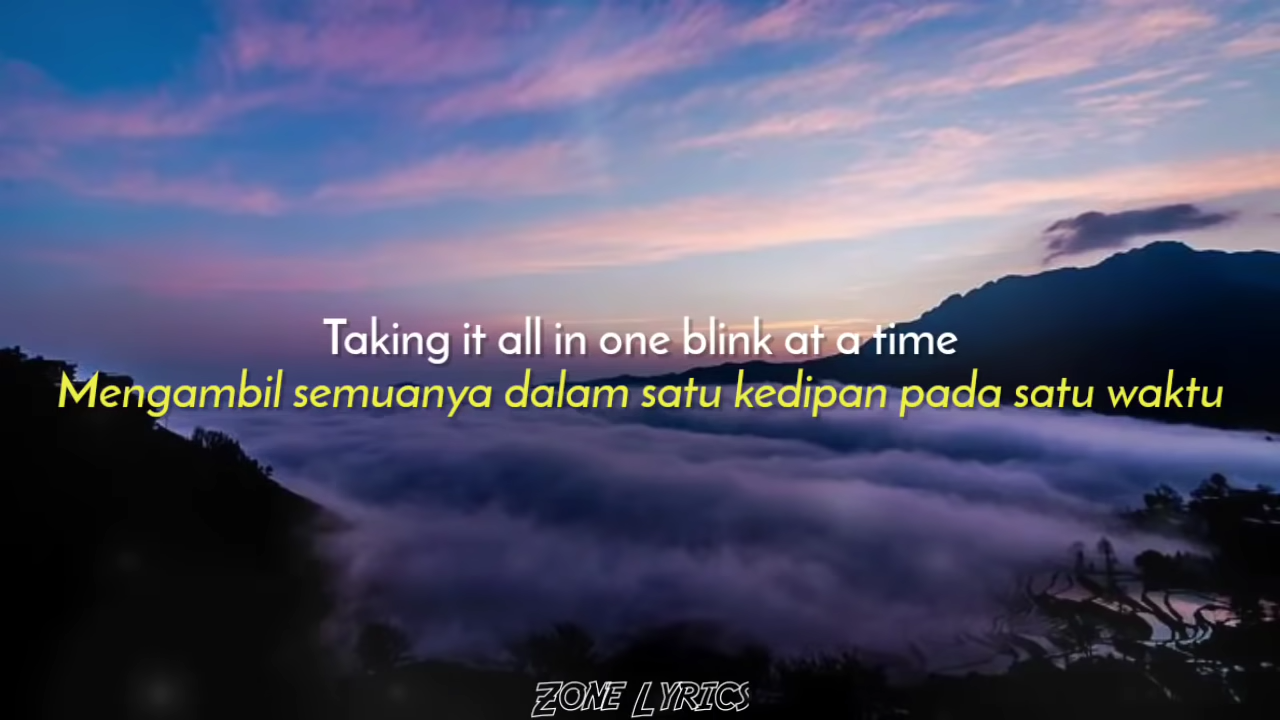 Taking it all in one blink at a time
Mengambil semuanya dalam satu kedipan pada satu waktu
ZONE LYRICS